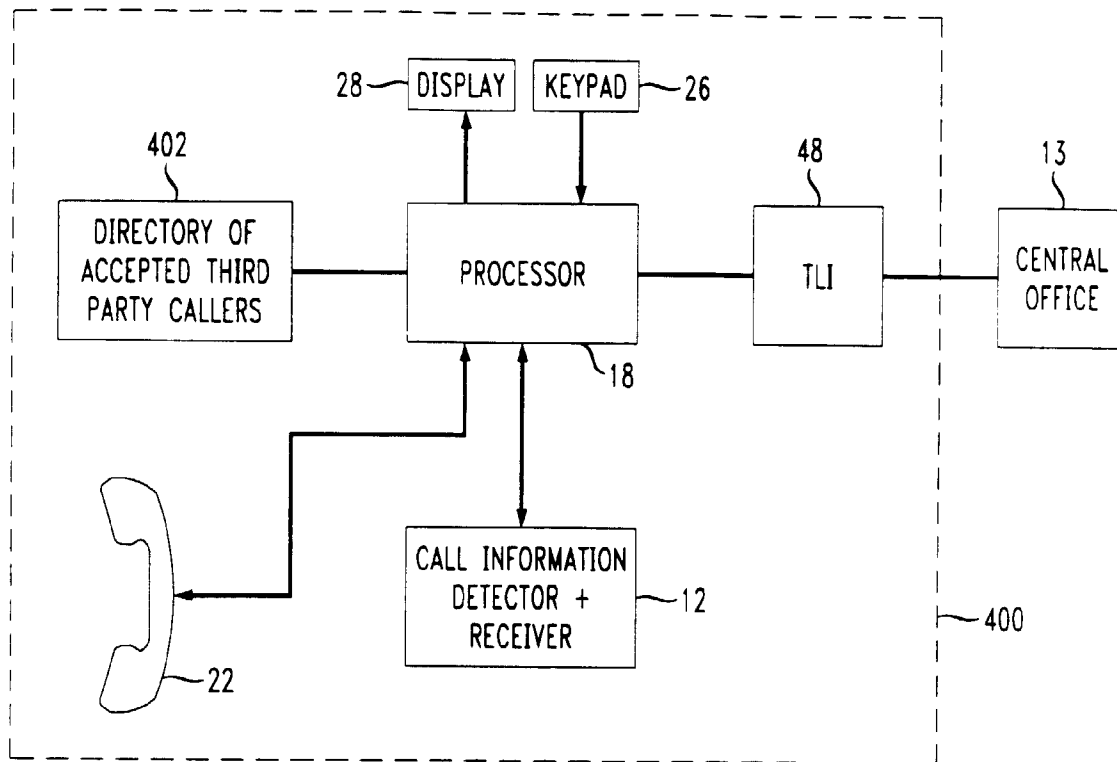 28
DISPLAY
KEYPAD
26
402
48
13
DIRECTORY OF
ACCEPTED THIRD
PARTY CALLERS
PROCESSOR
TLI
CENTRAL
OFFICE
18
CALL INFORMATION
DETECTOR +
RECEIVER
12
400
22